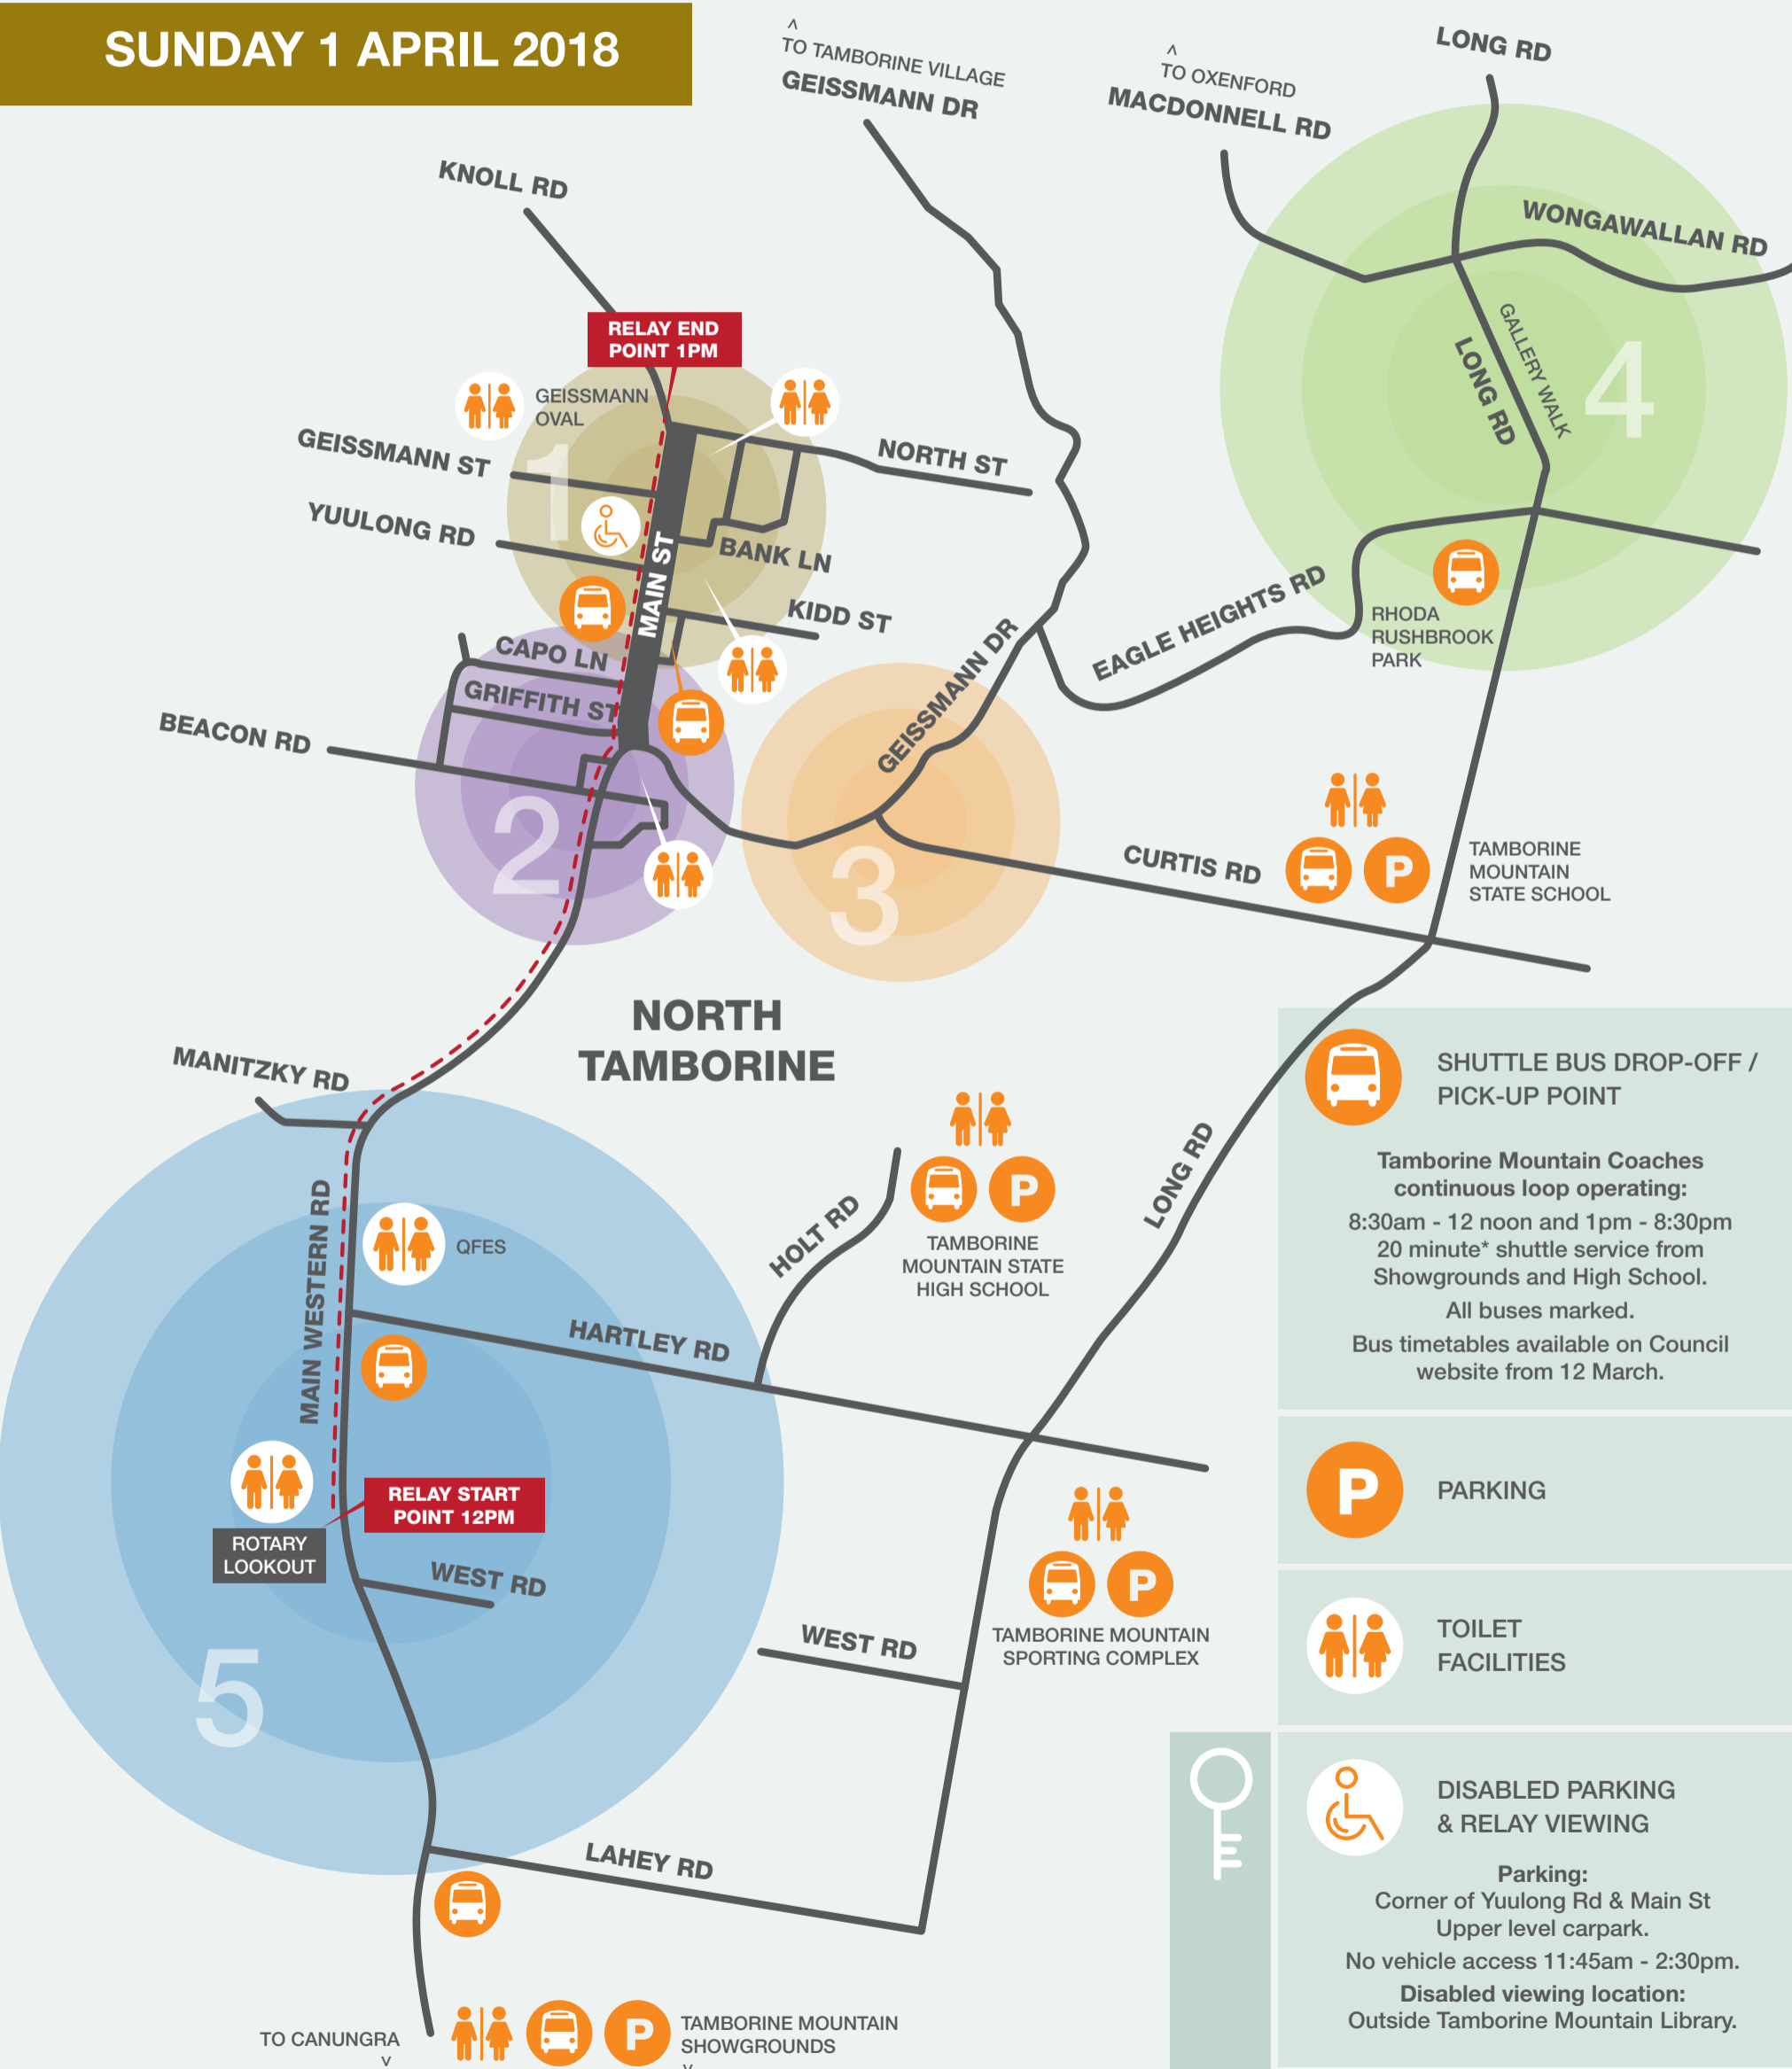 SUNDAY 1 APRIL 2018
^
TO TAMBORINE VILLAGE
GEISSMANN DR
^
TO OXENFORD
MACDONNELL RD
LONG RD
KNOLL RD
WONGAWALLAN RD
RELAY END
POINT 1PM
GEISSMANN
OVAL
GALLERY WALK
LONG RD
4
GEISSMANN ST
1
NORTH ST
YUULONG RD
BANK LN
MAIN ST
KIDD ST
EAGLE HEIGHTS RD
RHODA
RUSHBROOK
PARK
CAPO LN
GRIFFITH ST
BEACON RD
GEISSMANN DR
2
3
CURTIS RD
P
TAMBORINE
MOUNTAIN
STATE SCHOOL
NORTH
TAMBORINE
MANITZKY RD
MAIN WESTERN RD
QFES
HOLT RD
P
TAMBORINE
MOUNTAIN STATE
HIGH SCHOOL
LONG RD
HARTLEY RD
RELAY START
POINT 12PM
ROTARY
LOOKOUT
WEST RD
5
P
TAMBORINE MOUNTAIN
SPORTING COMPLEX
WEST RD
LAHEY RD
TO CANUNGRA
v
P
TAMBORINE MOUNTAIN
SHOWGROUNDS
v
SHUTTLE BUS DROP-OFF /
PICK-UP POINT
Tamborine Mountain Coaches
continuous loop operating:
8:30am - 12 noon and 1pm - 8:30pm
20 minute* shuttle service from
Showgrounds and High School.
All buses marked.
Bus timetables available on Council
website from 12 March.
P
PARKING
TOILET
FACILITIES
DISABLED PARKING
& RELAY VIEWING
Parking:
Corner of Yuulong Rd & Main St
Upper level carpark.
No vehicle access 11:45am - 2:30pm.
Disabled viewing location:
Outside Tamborine Mountain Library.